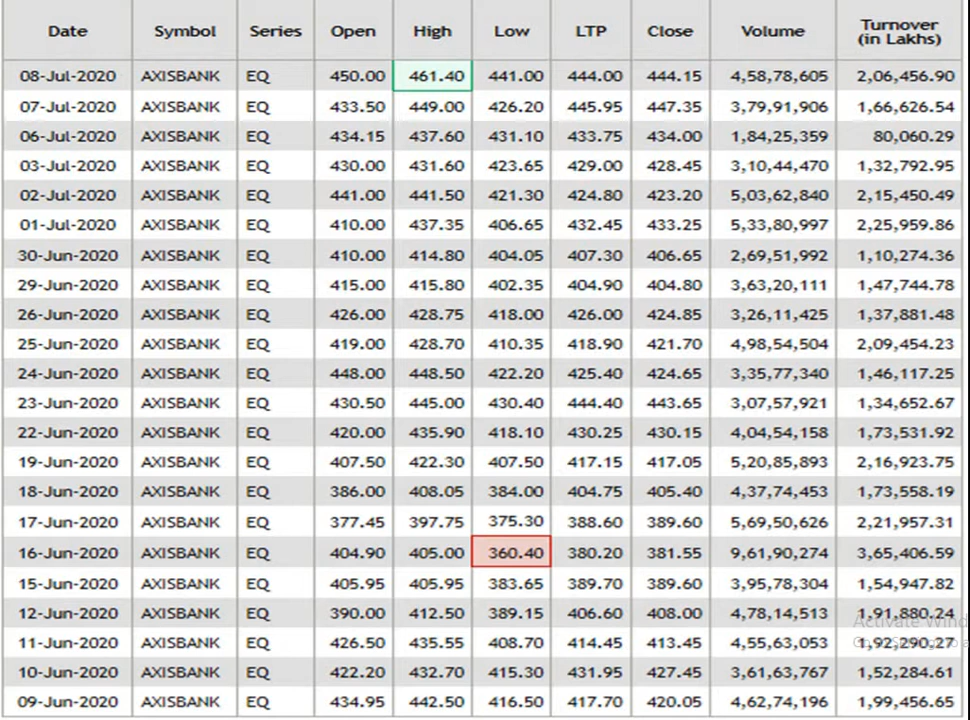 Date Symbol Series Open High Low LTP Close Volume Turnover (in Lakhs)
08-Jul-2020 AXISBANK EQ 450.00 461.40 441.00 444.00 444.15 4,58,78,605 2,06,456.90
07-Jul-2020 AXISBANK EQ 433.50 449.00 426.20 445.95 447.35 3,79,91,906 1,66,626.54
06-Jul-2020 AXISBANK EQ 434.15 437.60 431.10 433.75 434.00 1,84,25,359 80,060.29
03-Jul-2020 AXISBANK EQ 430.00 431.60 423.65 429.00 428.45 3,10,44,470 1,32,792.95
02-Jul-2020 AXISBANK EQ 441.00 441.50 421.30 424.80 423.20 5,03,62,840 2,15,450.49
01-Jul-2020 AXISBANK EQ 410.00 437.35 406.65 432.45 433.25 5,33,80,997 2,25,959.86
30-Jun-2020 AXISBANK EQ 410.00 414.80 404.05 407.30 406.65 2,69,51,992 1,10,274.36
29-Jun-2020 AXISBANK EQ 415.00 415.80 402.35 404.90 404.80 3,63,20,111 1,47,744.78
26-Jun-2020 AXISBANK EQ 426.00 428.75 418.00 426.00 424.85 3,26,11,425 1,37,881.48
25-Jun-2020 AXISBANK EQ 419.00 428.70 410.35 418.90 421.70 4,98,54,504 2,09,454.23
24-Jun-2020 AXISBANK EQ 448.00 448.50 422.20 425.40 424.65 3,35,77,340 1,46,117.25
23-Jun-2020 AXISBANK EQ 430.50 445.00 430.40 444.40 443.65 3,07,57,921 1,34,652.67
22-Jun-2020 AXISBANK EQ 420.00 435.90 418.10 430.25 430.15 4,04,54,158 1,73,531.92
19-Jun-2020 AXISBANK EQ 407.50 422.30 407.50 417.15 417.05 5,20,85,893 2,16,923.75
18-Jun-2020 AXISBANK EQ 386.00 408.05 384.00 404.75 405.40 4,37,74,453 1,73,558.19
17-Jun-2020 AXISBANK EQ 377.45 397.75 375.30 388.60 389.60 5,69,50,626 2,21,957.31
16-Jun-2020 AXISBANK EQ 404.90 405.00 360.40 380.20 381.55 9,61,90,274 3,65,406.59
15-Jun-2020 AXISBANK EQ 405.95 405.95 383.65 389.70 389.60 3,95,78,304 1,54,947.82
12-Jun-2020 AXISBANK EQ 390.00 412.50 389.15 406.60 408.00 4,78,14,513 1,91,880.24
Activate Wind
11-Jun-2020 AXISBANK EQ 426.50 435.55 408.70 414.45 413.45 4,55,63,053 1,92,290.27
10-Jun-2020 AXISBANK EQ 422.20 432.70 415.30 431.95 427.45 3,61,63,767 1,52,284.61
09-Jun-2020 AXISBANK EQ 434.95 442.50 416.50 417.70 420.05 4,62,74,196 1,99,456.65